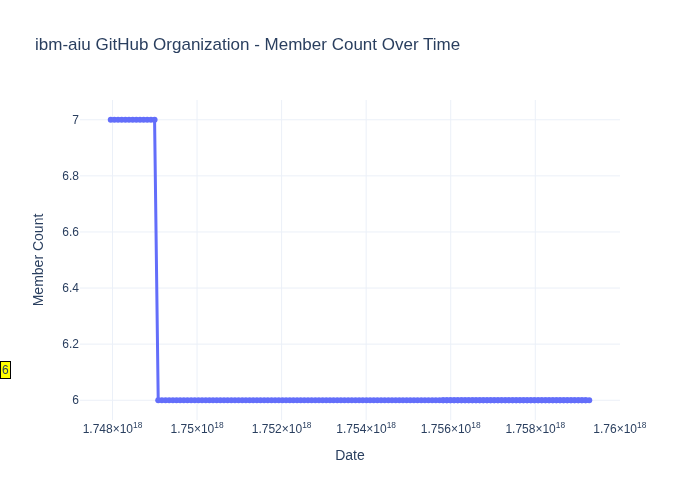 ibm-aiu GitHub Organization - Member Count Over Time
7
6.8
6.6
6.4
6.2
6
Member Count
6
1.748×10¹⁸ 1.75×10¹⁸ 1.752×10¹⁸ 1.754×10¹⁸ 1.756×10¹⁸ 1.758×10¹⁸ 1.76×10¹⁸
Date